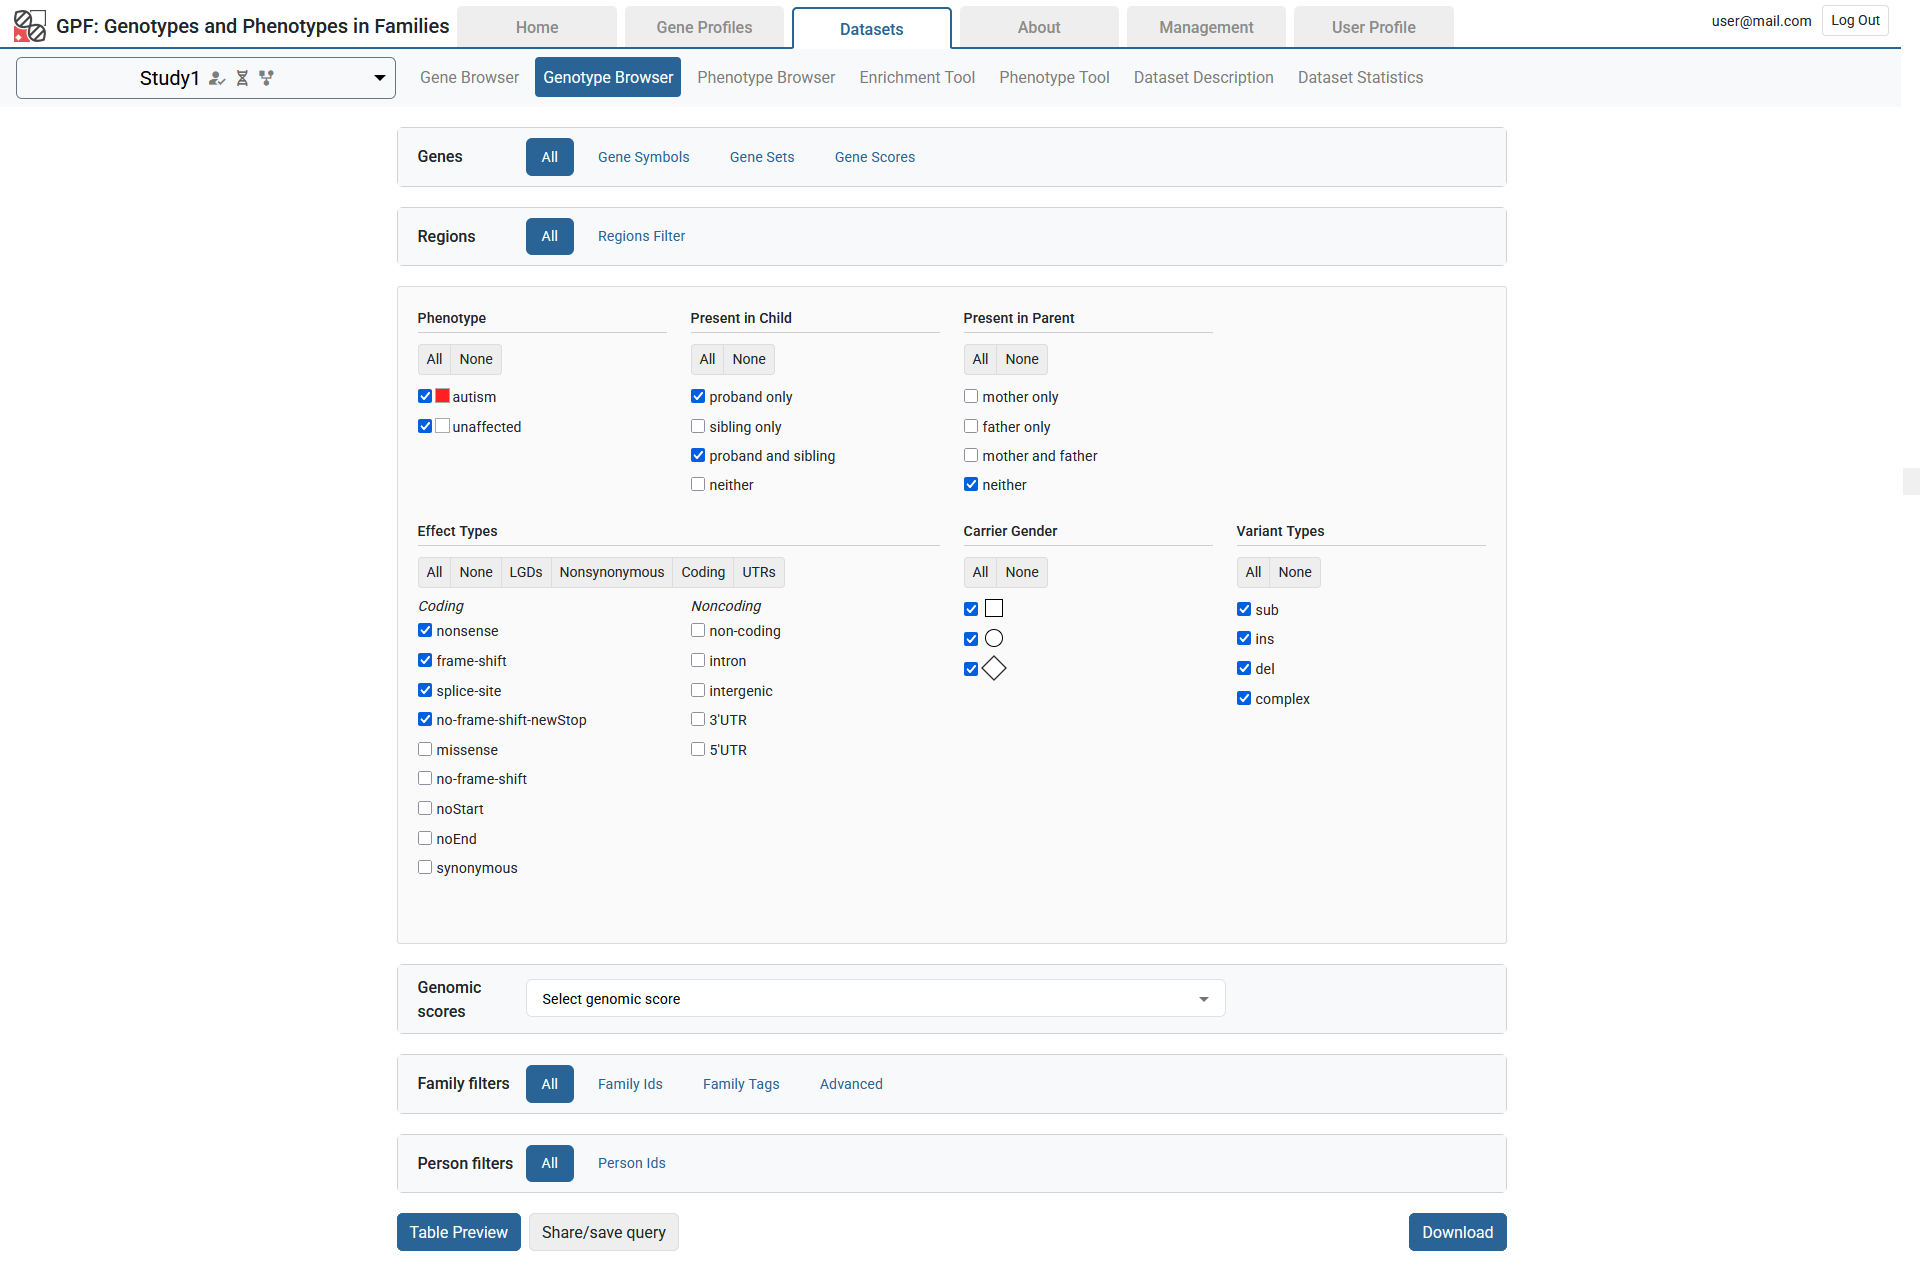 GPF: Genotypes and Phenotypes in Families
Home
Gene Profiles
Datasets
About
Management
User Profile
user@mail.com
Log Out
Study1
Gene Browser
Genotype Browser
Phenotype Browser
Enrichment Tool
Phenotype Tool
Dataset Description
Dataset Statistics
Genes
All
Gene Symbols
Gene Sets
Gene Scores
Regions
All
Regions Filter
Phenotype
All
None
autism
unaffected
Present in Child
All
None
proband only
sibling only
proband and sibling
neither
Present in Parent
All
None
mother only
father only
mother and father
neither
Effect Types
All
None
LGDs
Nonsynonymous
Coding
UTRs
Coding
nonsense
frame-shift
splice-site
no-frame-shift-newStop
missense
no-frame-shift
noStart
noEnd
synonymous
Noncoding
non-coding
intron
intergenic
3'UTR
5'UTR
Carrier Gender
All
None
Variant Types
All
None
sub
ins
del
complex
Genomic
scores
Select genomic score
Family filters
All
Family Ids
Family Tags
Advanced
Person filters
All
Person Ids
Table Preview
Share/save query
Download